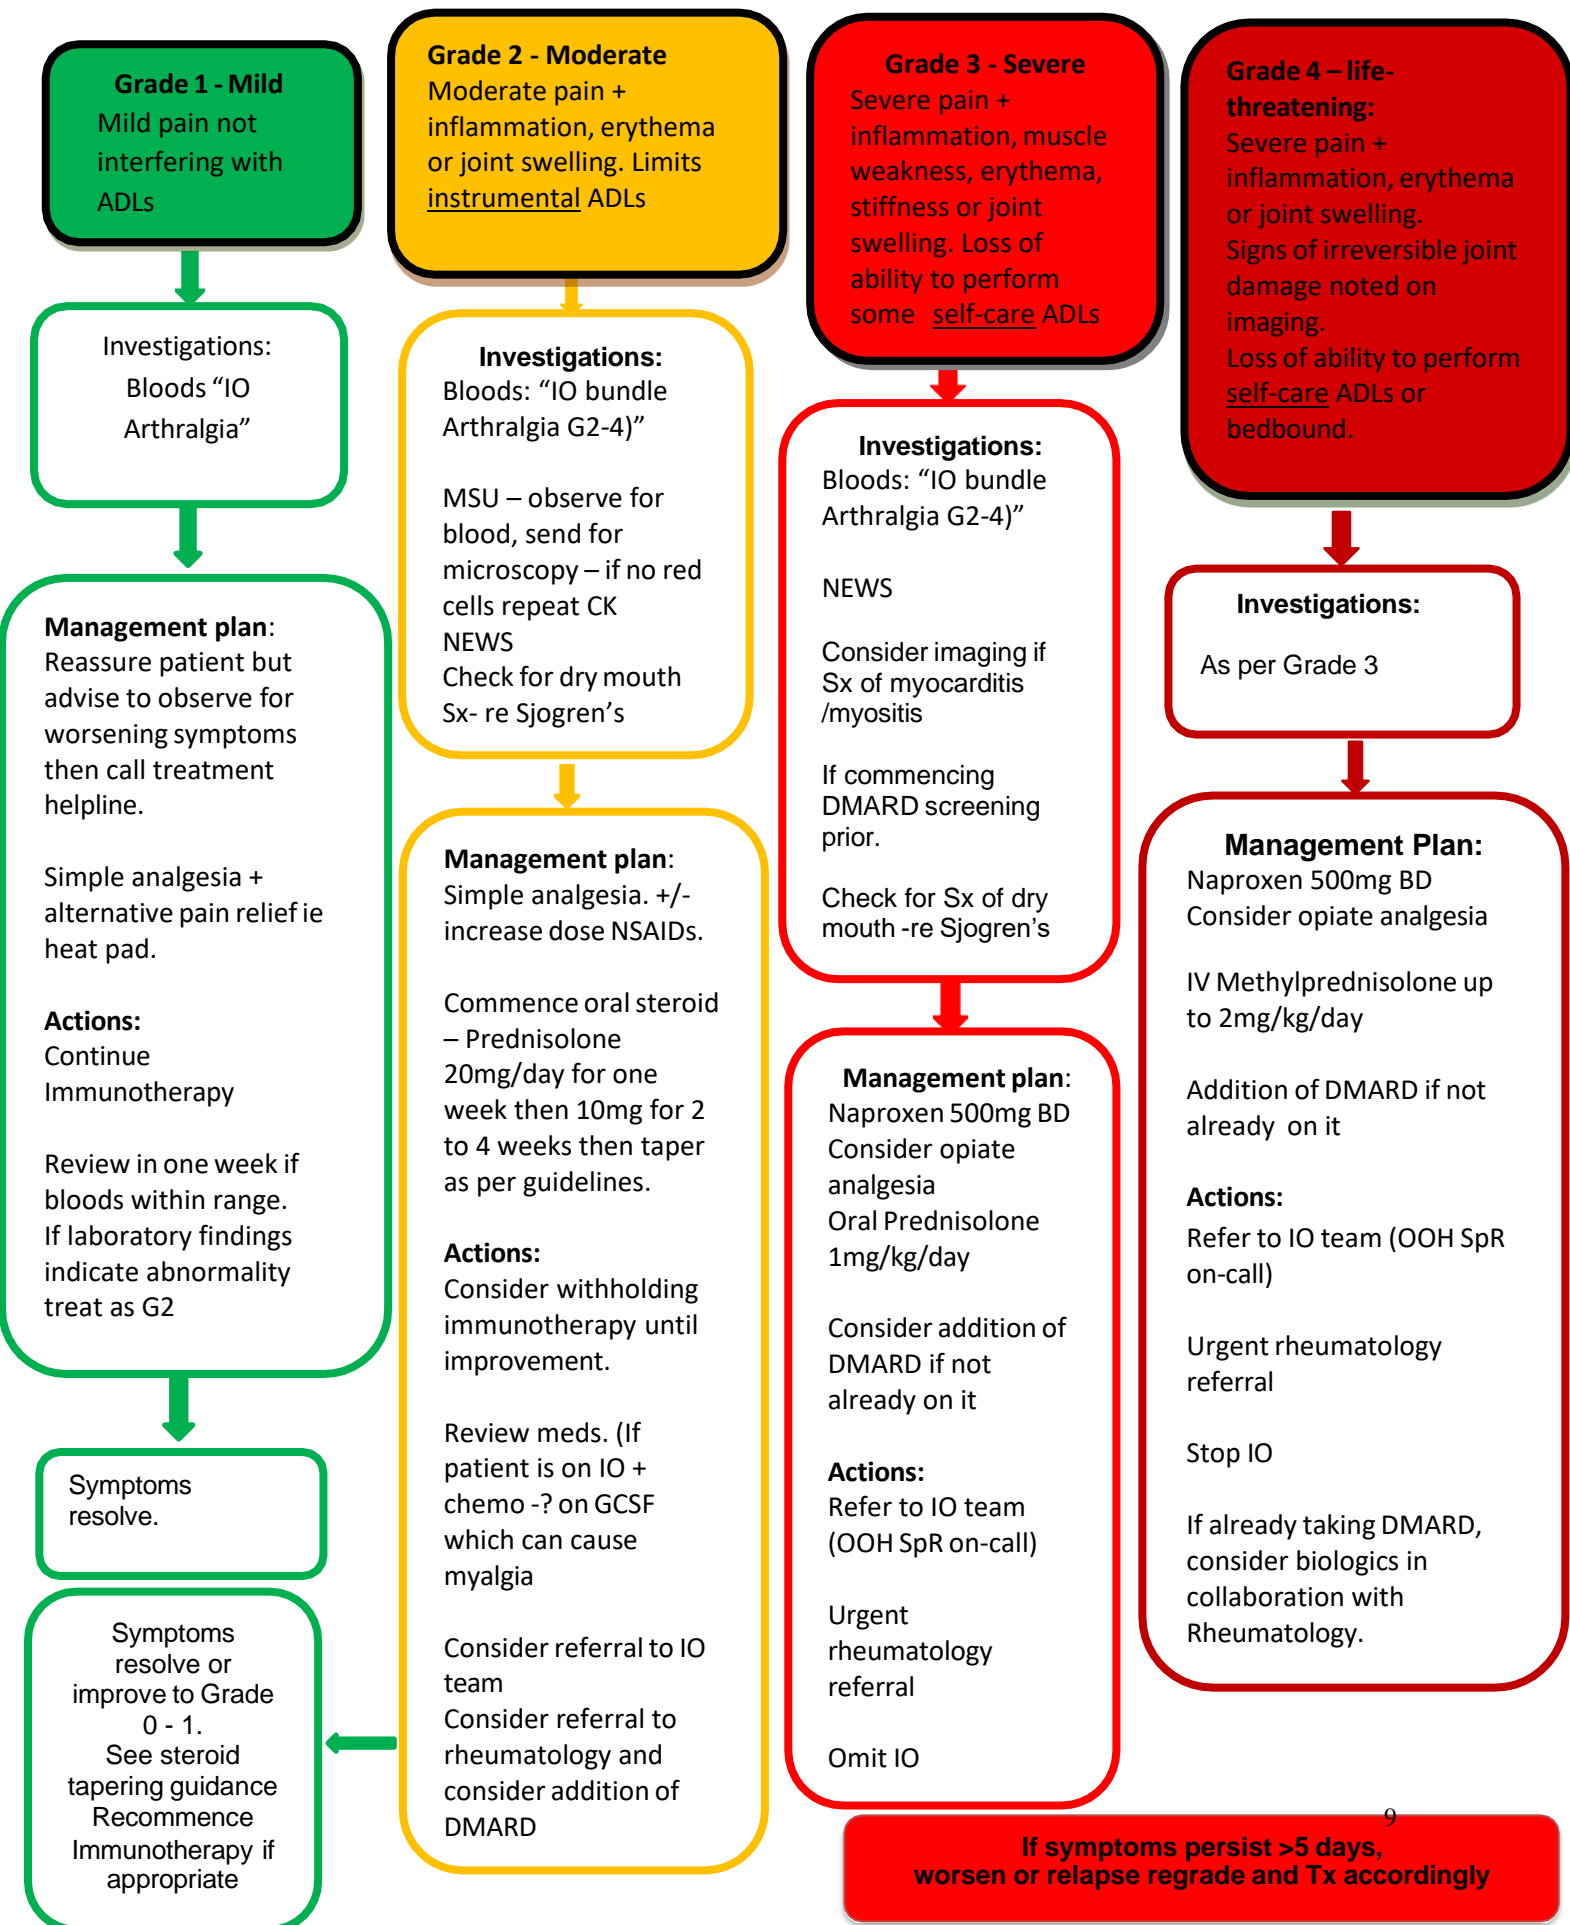 Grade 1 - Mild
Mild pain not
interfering with
ADLs
Investigations:
Bloods “IO
Arthralgia”
Management plan:
Reassure patient but
advise to observe for
worsening symptoms
then call treatment
helpline.
Simple analgesia +
alternative pain relief ie
heat pad.
Actions:
Continue
Immunotherapy
Review in one week if
bloods within range.
If laboratory findings
indicate abnormality
treat as G2
Symptoms
resolve.
Symptoms
resolve or
improve to Grade
0 - 1.
See steroid
tapering guidance
Recommence
Immunotherapy if
appropriate
Grade 2 - Moderate
Moderate pain +
inflammation, erythema
or joint swelling. Limits
instrumental ADLs
Investigations:
Bloods: “IO bundle
Arthralgia G2-4)”
MSU – observe for
blood, send for
microscopy – if no red
cells repeat CK
NEWS
Check for dry mouth
Sx- re Sjogren’s
Management plan:
Simple analgesia. +/-
increase dose NSAIDs.
Commence oral steroid
– Prednisolone
20mg/day for one
week then 10mg for 2
to 4 weeks then taper
as per guidelines.
Actions:
Consider withholding
immunotherapy until
improvement.
Review meds. (If
patient is on IO +
chemo -? on GCSF
which can cause
myalgia
Consider referral to IO
team
Consider referral to
rheumatology and
consider addition of
DMARD
Grade 3 - Severe
Severe pain +
inflammation, muscle
weakness, erythema,
stiffness or joint
swelling. Loss of
ability to perform
some self-care ADLs
Investigations:
Bloods: “IO bundle
Arthralgia G2-4)”
NEWS
Consider imaging if
Sx of myocarditis
/myositis
If commencing
DMARD screening
prior.
Check for Sx of dry
mouth -re Sjogren’s
Management plan:
Naproxen 500mg BD
Consider opiate
analgesia
Oral Prednisolone
1mg/kg/day
Consider addition of
DMARD if not
already on it
Actions:
Refer to IO team
(OOH SpR on-call)
Urgent
rheumatology
referral
Omit IO
Grade 4 – life-
threatening:
Severe pain +
inflammation, erythema
or joint swelling.
Signs of irreversible joint
damage noted on
imaging.
Loss of ability to perform
self-care ADLs or
bedbound.
Investigations:
As per Grade 3
Management Plan:
Naproxen 500mg BD
Consider opiate analgesia
IV Methylprednisolone up
to 2mg/kg/day
Addition of DMARD if not
already on it
Actions:
Refer to IO team (OOH SpR
on-call)
Urgent rheumatology
referral
Stop IO
If already taking DMARD,
consider biologics in
collaboration with
Rheumatology.
9
If symptoms persist >5 days,
worsen or relapse regrade and Tx accordingly